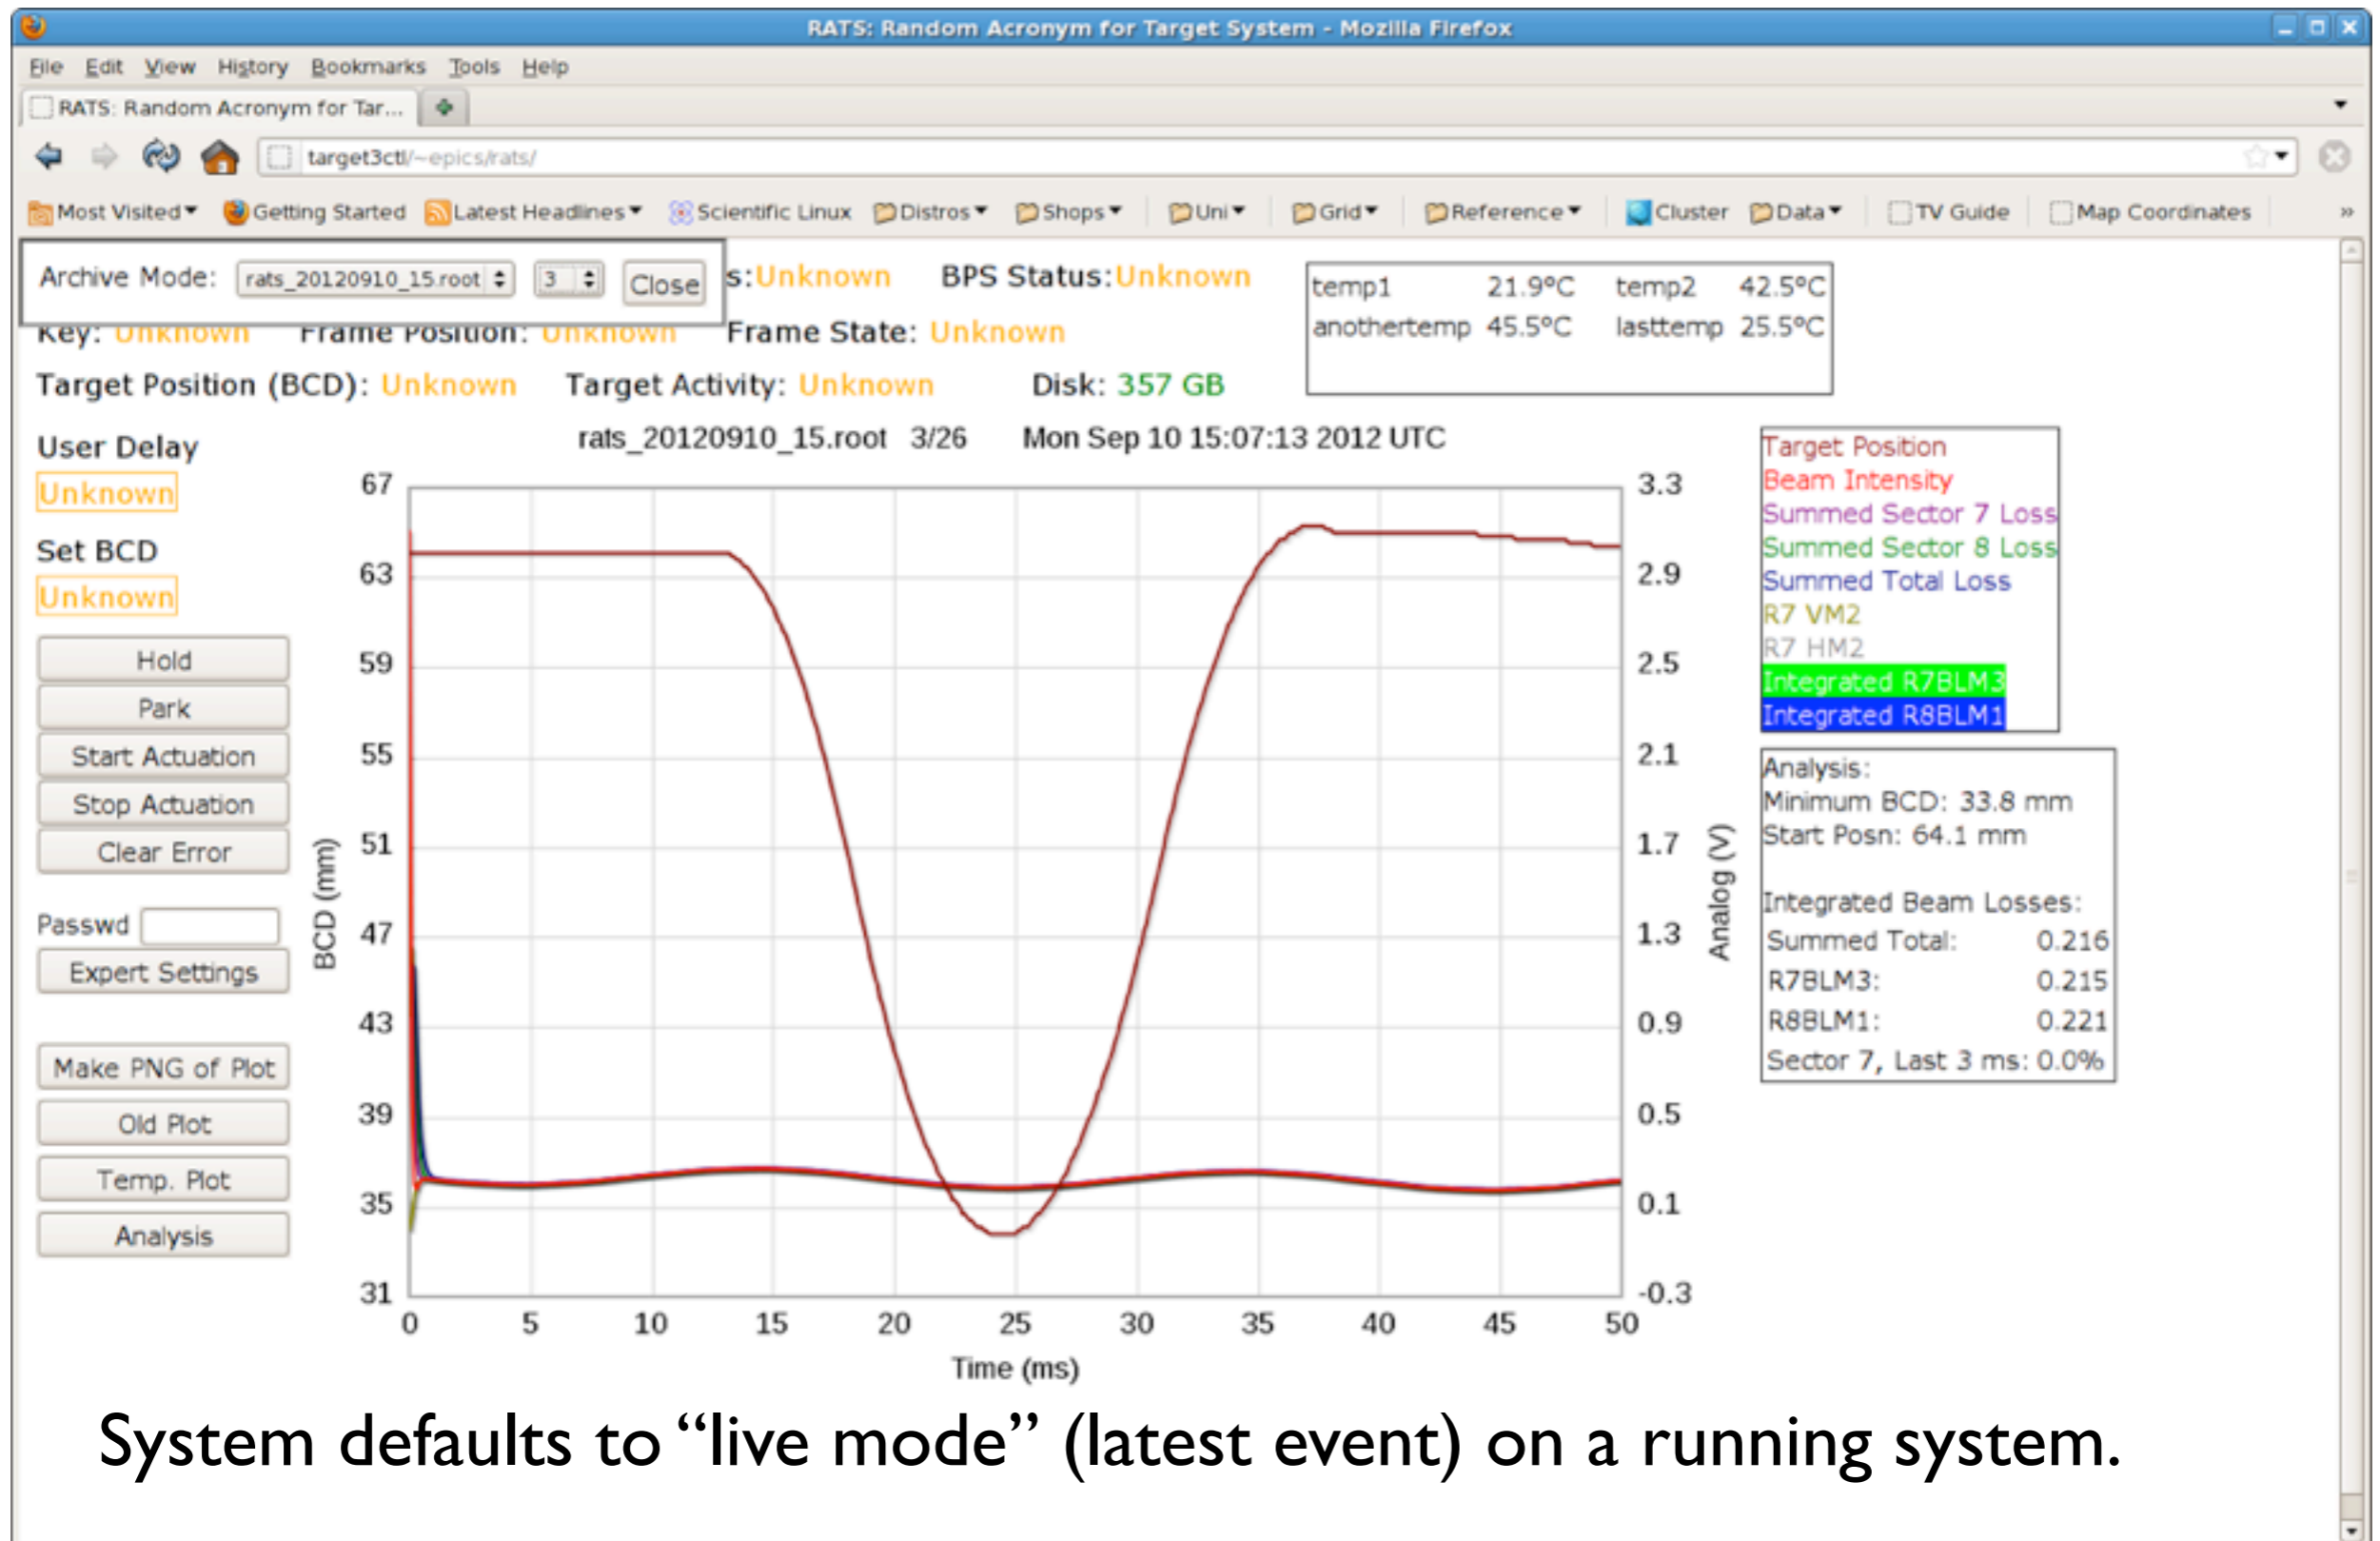 RATS: Random Acronym for Target System - Mozilla Firefox
File Edit View History Bookmarks Tools Help
RATS: Random Acronym for Tar...
target3ctl/~epics/rats/
Most Visited Getting Started Latest Headlines Scientific Linux Distros Shops Uni Grid Reference Cluster Data TV Guide Map Coordinates »
Archive Mode: rats_20120910_15.root 3 Close s:Unknown BPS Status:Unknown
Key: Unknown Frame Position: Unknown Frame State: Unknown
Target Position (BCD): Unknown Target Activity: Unknown Disk: 357 GB
temp1 21.9ºC temp2 42.5ºC
anothertemp 45.5ºC lasttemp 25.5ºC
User Delay
Unknown
Set BCD
Unknown
Hold
Park
Start Actuation
Stop Actuation
Clear Error
Passwd
Expert Settings
Make PNG of Plot
Old Plot
Temp. Plot
Analysis
rats_20120910_15.root 3/26 Mon Sep 10 15:07:13 2012 UTC
67
63
59
55
51
47
43
39
35
31
BCD (mm)
3.3
2.9
2.5
2.1
1.7
1.3
0.9
0.5
0.1
-0.3
Analog (V)
0 5 10 15 20 25 30 35 40 45 50
Time (ms)
Target Position
Beam Intensity
Summed Sector 7 Loss
Summed Sector 8 Loss
Summed Total Loss
R7 VM2
R7 HM2
Integrated R7BLM3
Integrated R8BLM1
Analysis:
Minimum BCD: 33.8 mm
Start Posn: 64.1 mm
Integrated Beam Losses:
Summed Total: 0.216
R7BLM3: 0.215
R8BLM1: 0.221
Sector 7, Last 3 ms: 0.0%
System defaults to “live mode” (latest event) on a running system.